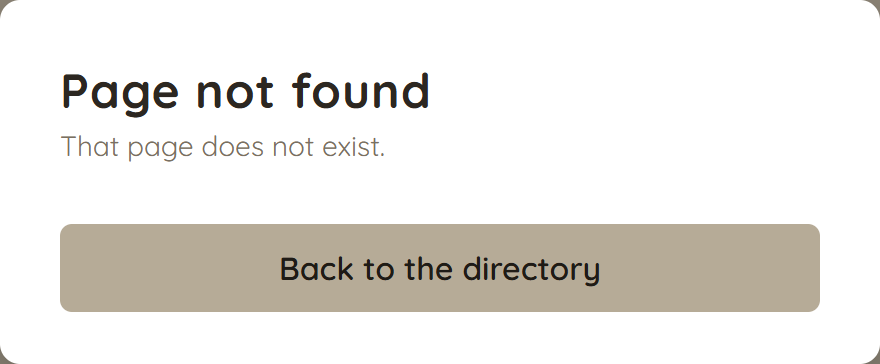 Page not found
That page does not exist.
Back to the directory